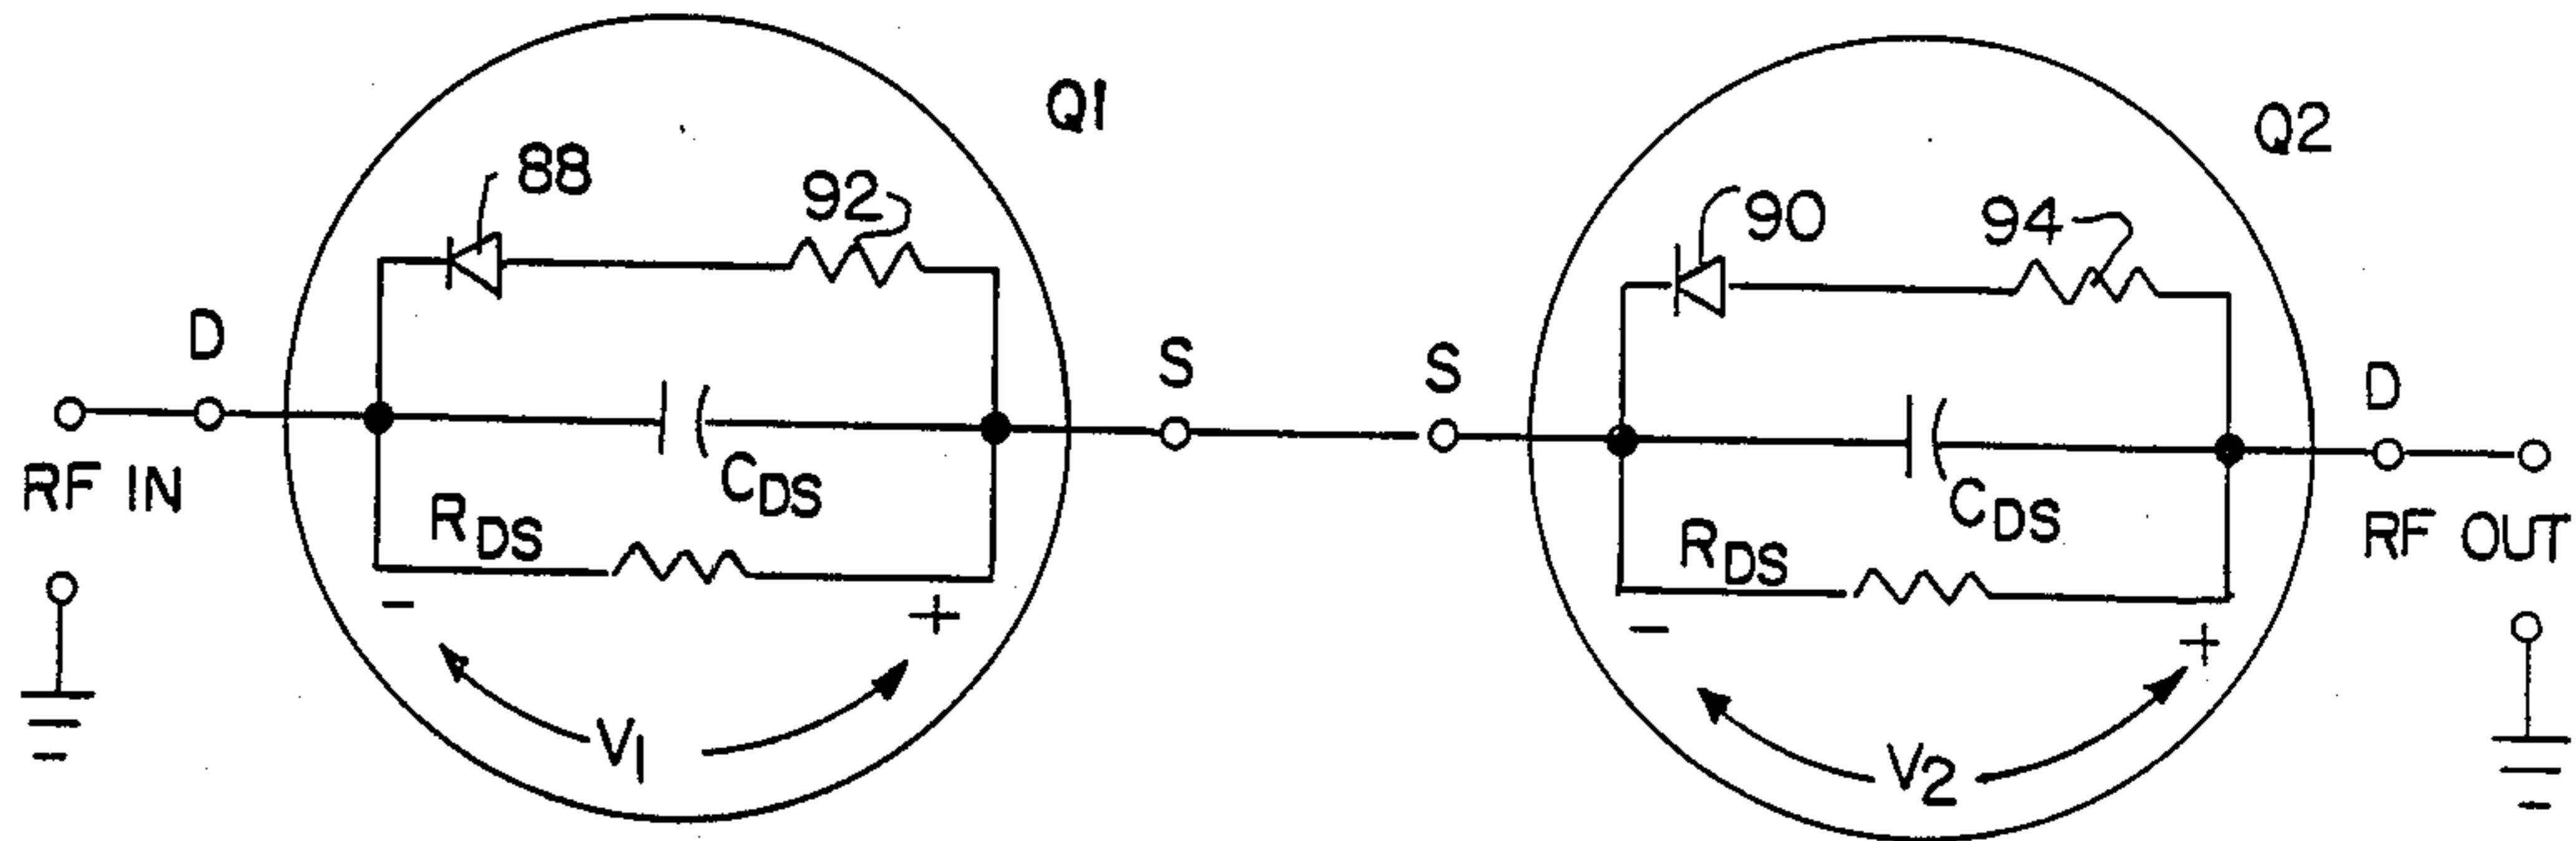 Q1
Q2
88
92
90
94
D
S
S
D
RF IN
CDS
RDS
CDS
RDS
RF OUT
- +
- +
V1
V2